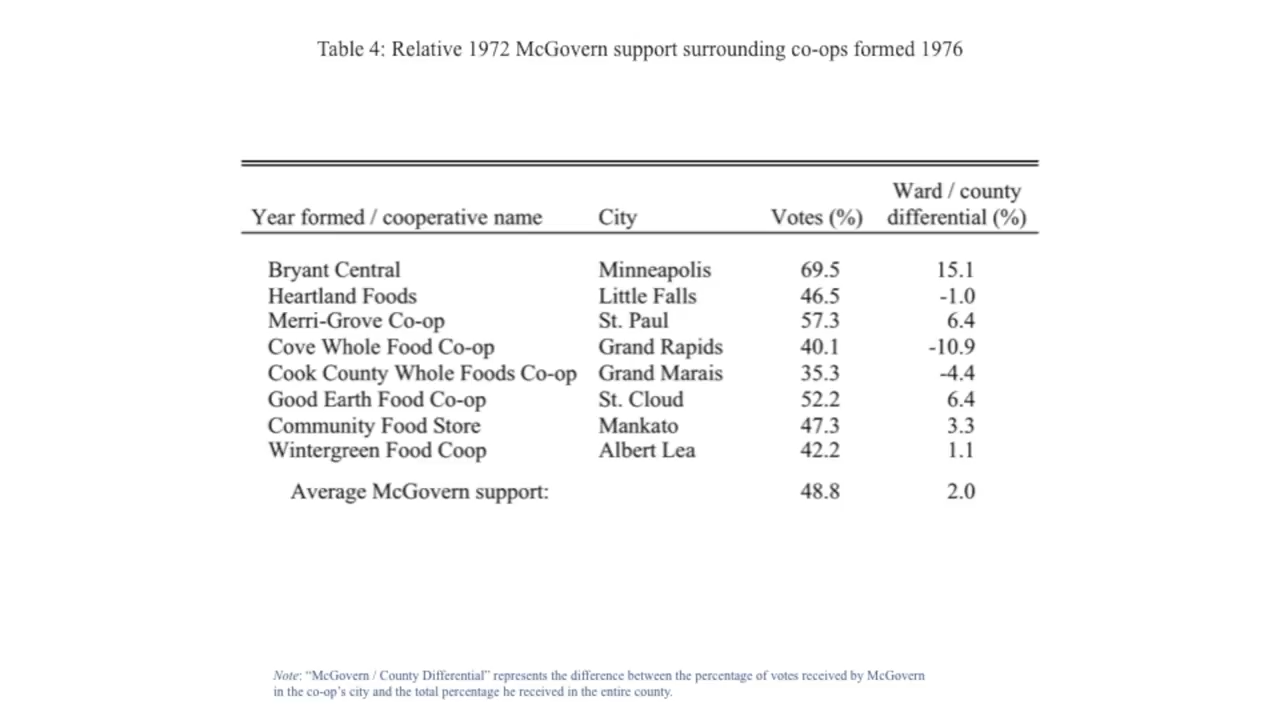 Table 4: Relative 1972 McGovern support surrounding co-ops formed 1976
Ward / county
Year formed / cooperative name City Votes (%) differential (%)
Bryant Central Minneapolis 69.5 15.1
Heartland Foods Little Falls 46.5 -1.0
Merri-Grove Co-op St. Paul 57.3 6.4
Cove Whole Food Co-op Grand Rapids 40.1 -10.9
Cook County Whole Foods Co-op Grand Marais 35.3 -4.4
Good Earth Food Co-op St. Cloud 52.2 6.4
Community Food Store Mankato 47.3 3.3
Wintergreen Food Coop Albert Lea 42.2 1.1
Average McGovern support: 48.8 2.0
Note: “McGovern / County Differential” represents the difference between the percentage of votes received by McGovern
in the co-op’s city and the total percentage he received in the entire county.